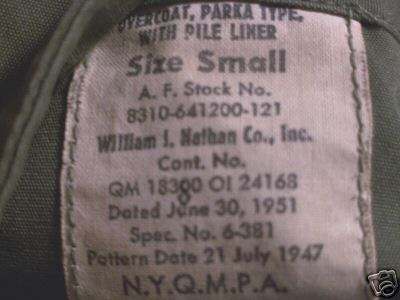 OVERCOAT, PARKA TYPE,
WITH PILE LINER
Size Small
A. F. Stock No.
8310-641200-121
William I. Nathan Co., Inc.
Cont. No.
QM 18300 OI 24168
Dated June 30, 1951
Spec. No. 6-381
Pattern Date 21 July 1947
N.Y.Q.M.P.A.